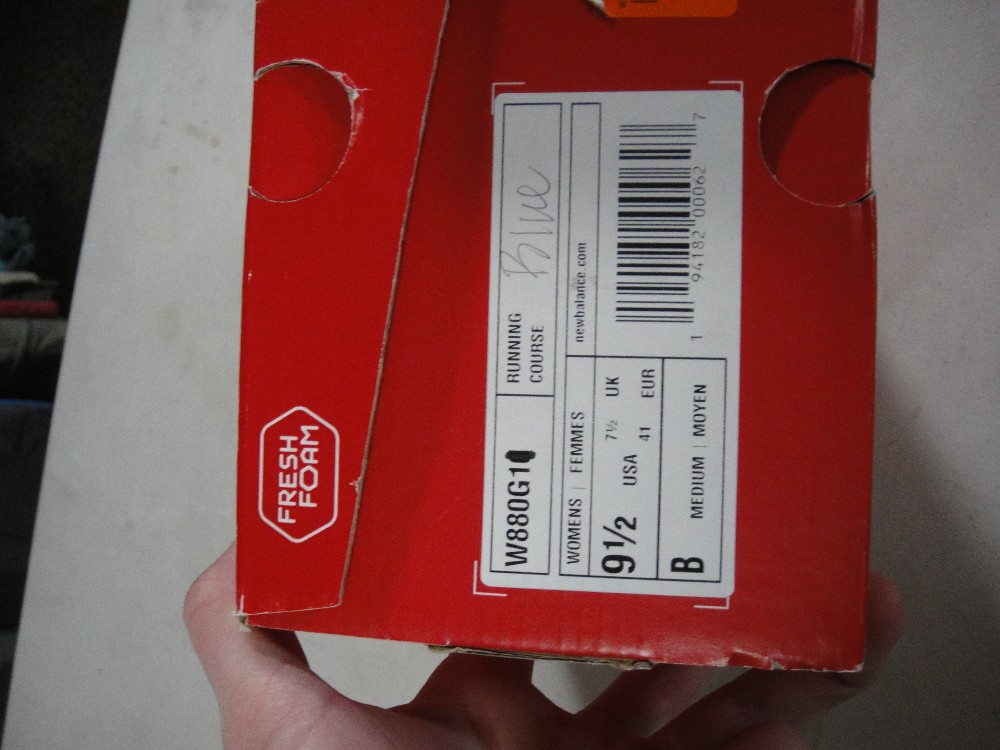 FRESH
FOAM
W880G1
RUNNING
COURSE
Blue
WOMENS | FEMMES
newbalance.com
9½ USA
7½ UK
41 EUR
B
MEDIUM | MOYEN
1 94182 00062 7